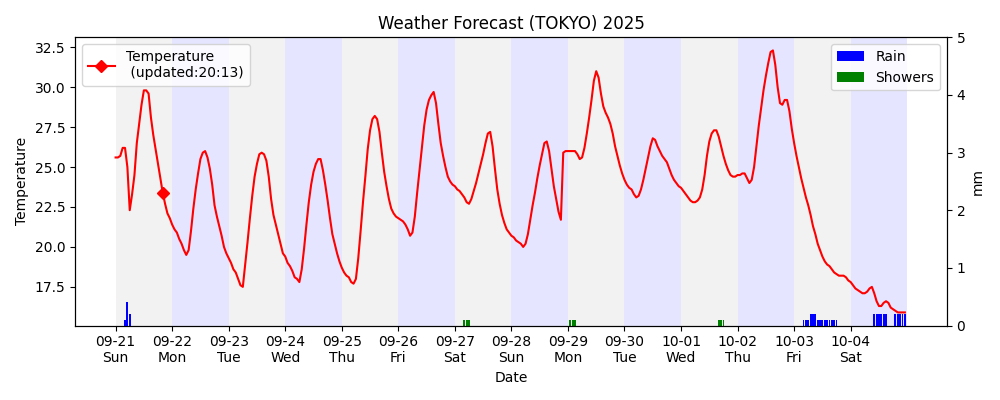 Weather Forecast (TOKYO) 2025
Temperature
(updated:20:13)
Rain
Showers
Temperature
32.5
30.0
27.5
25.0
22.5
20.0
17.5
5
4
3
2
1
0
mm
09-21 09-22 09-23 09-24 09-25 09-26 09-27 09-28 09-29 09-30 10-01 10-02 10-03 10-04
Sun Mon Tue Wed Thu Fri Sat Sun Mon Tue Wed Thu Fri Sat
Date